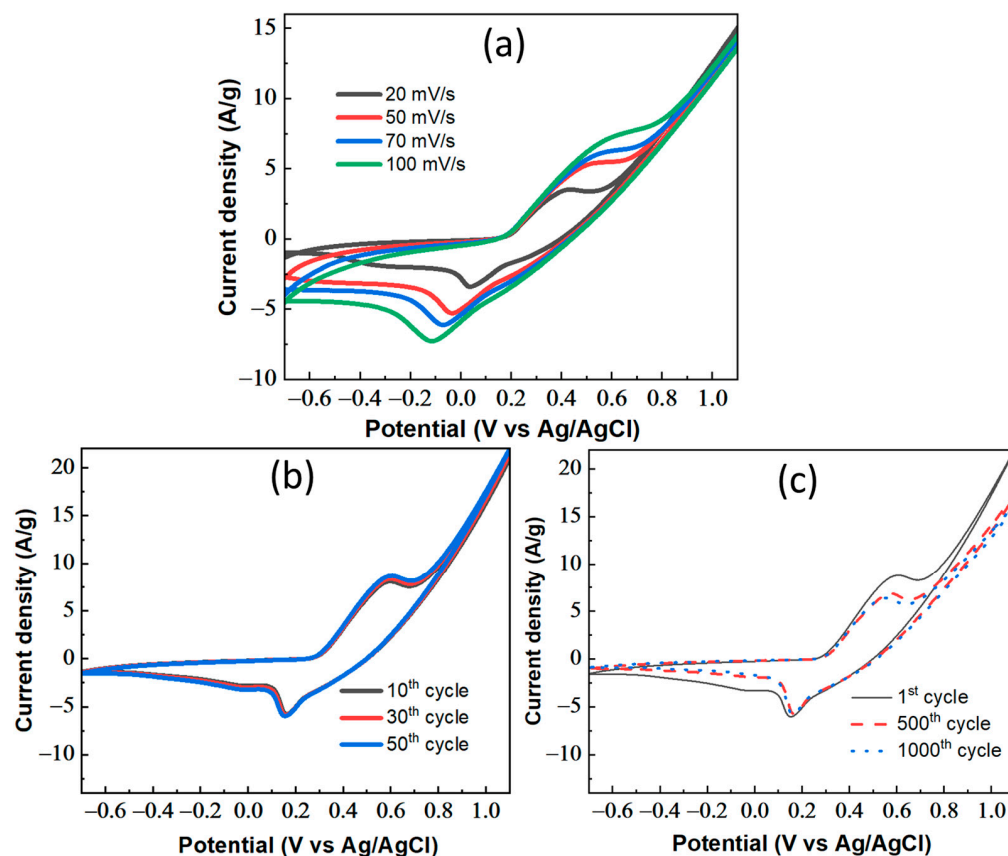 (a)
15
10
5
0
−5
−10
Current density (A/g)
20 mV/s
50 mV/s
70 mV/s
100 mV/s
−0.6 −0.4 −0.2 0.0 0.2 0.4 0.6 0.8 1.0
Potential (V vs Ag/AgCl)
(b)
20
15
10
5
0
−5
−10
Current density (A/g)
10th cycle
30th cycle
50th cycle
−0.6 −0.4 −0.2 0.0 0.2 0.4 0.6 0.8 1.0
Potential (V vs Ag/AgCl)
(c)
20
15
10
5
0
−5
−10
Current density (A/g)
1st cycle
500th cycle
1000th cycle
−0.6 −0.4 −0.2 0.0 0.2 0.4 0.6 0.8 1.0
Potential (V vs Ag/AgCl)